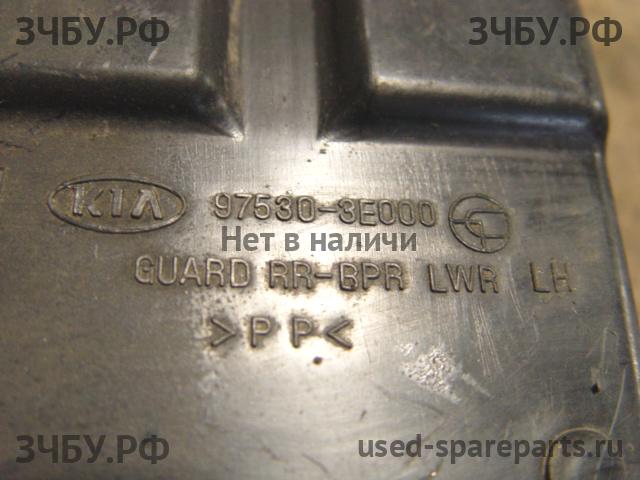 ЗЧБУ.РФ ЗЧБУ.РФ
KIA 97530-3E000
Нет в наличи
GUARD RR-BPR LWR LH
>PP<
ЗЧБУ.РФ used-spareparts.ru